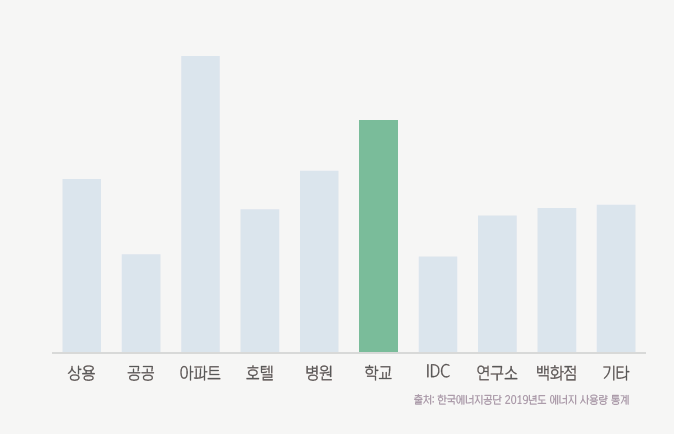 상용 공공 아파트 호텔 병원 학교 IDC 연구소 백화점 기타
출처: 한국에너지공단 2019년도 에너지 사용량 통계